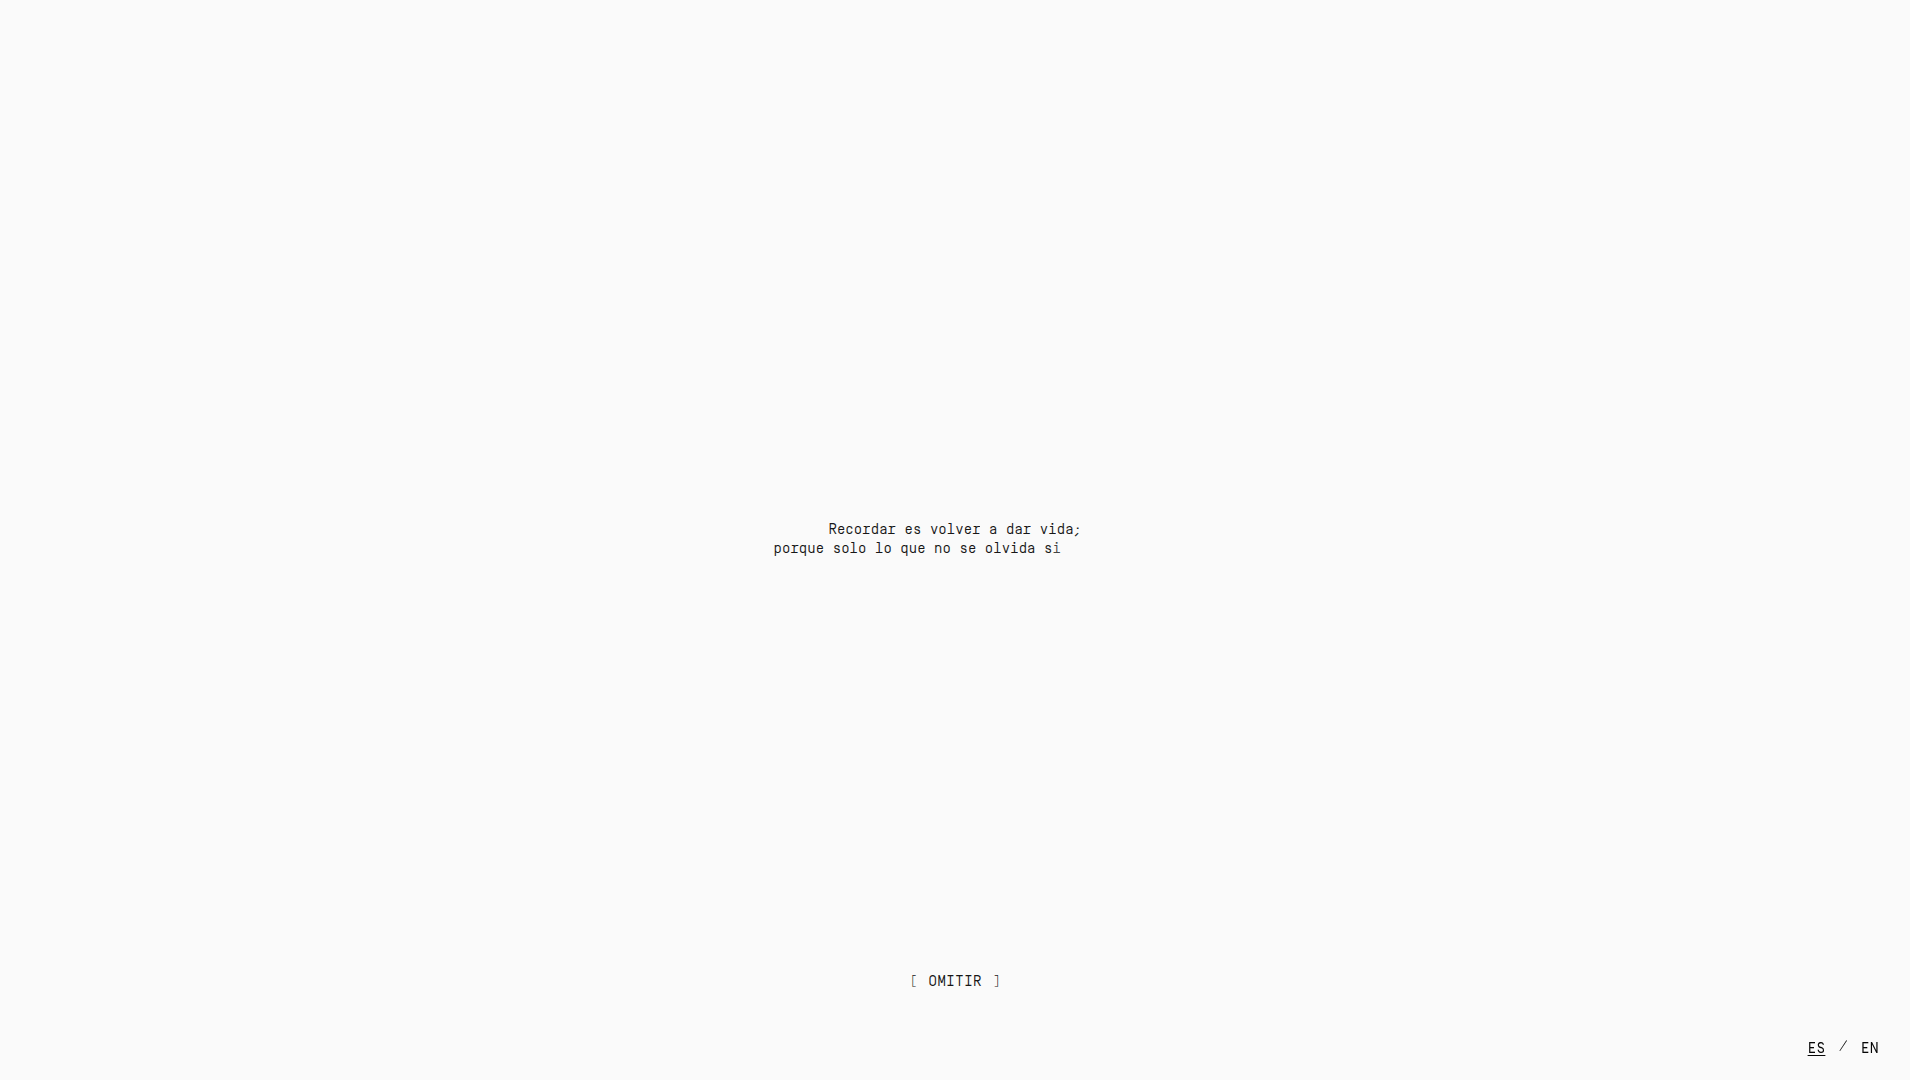 Recordar es volver a dar vida;
porque solo lo que no se olvida si
[ OMITIR ]
ES / EN